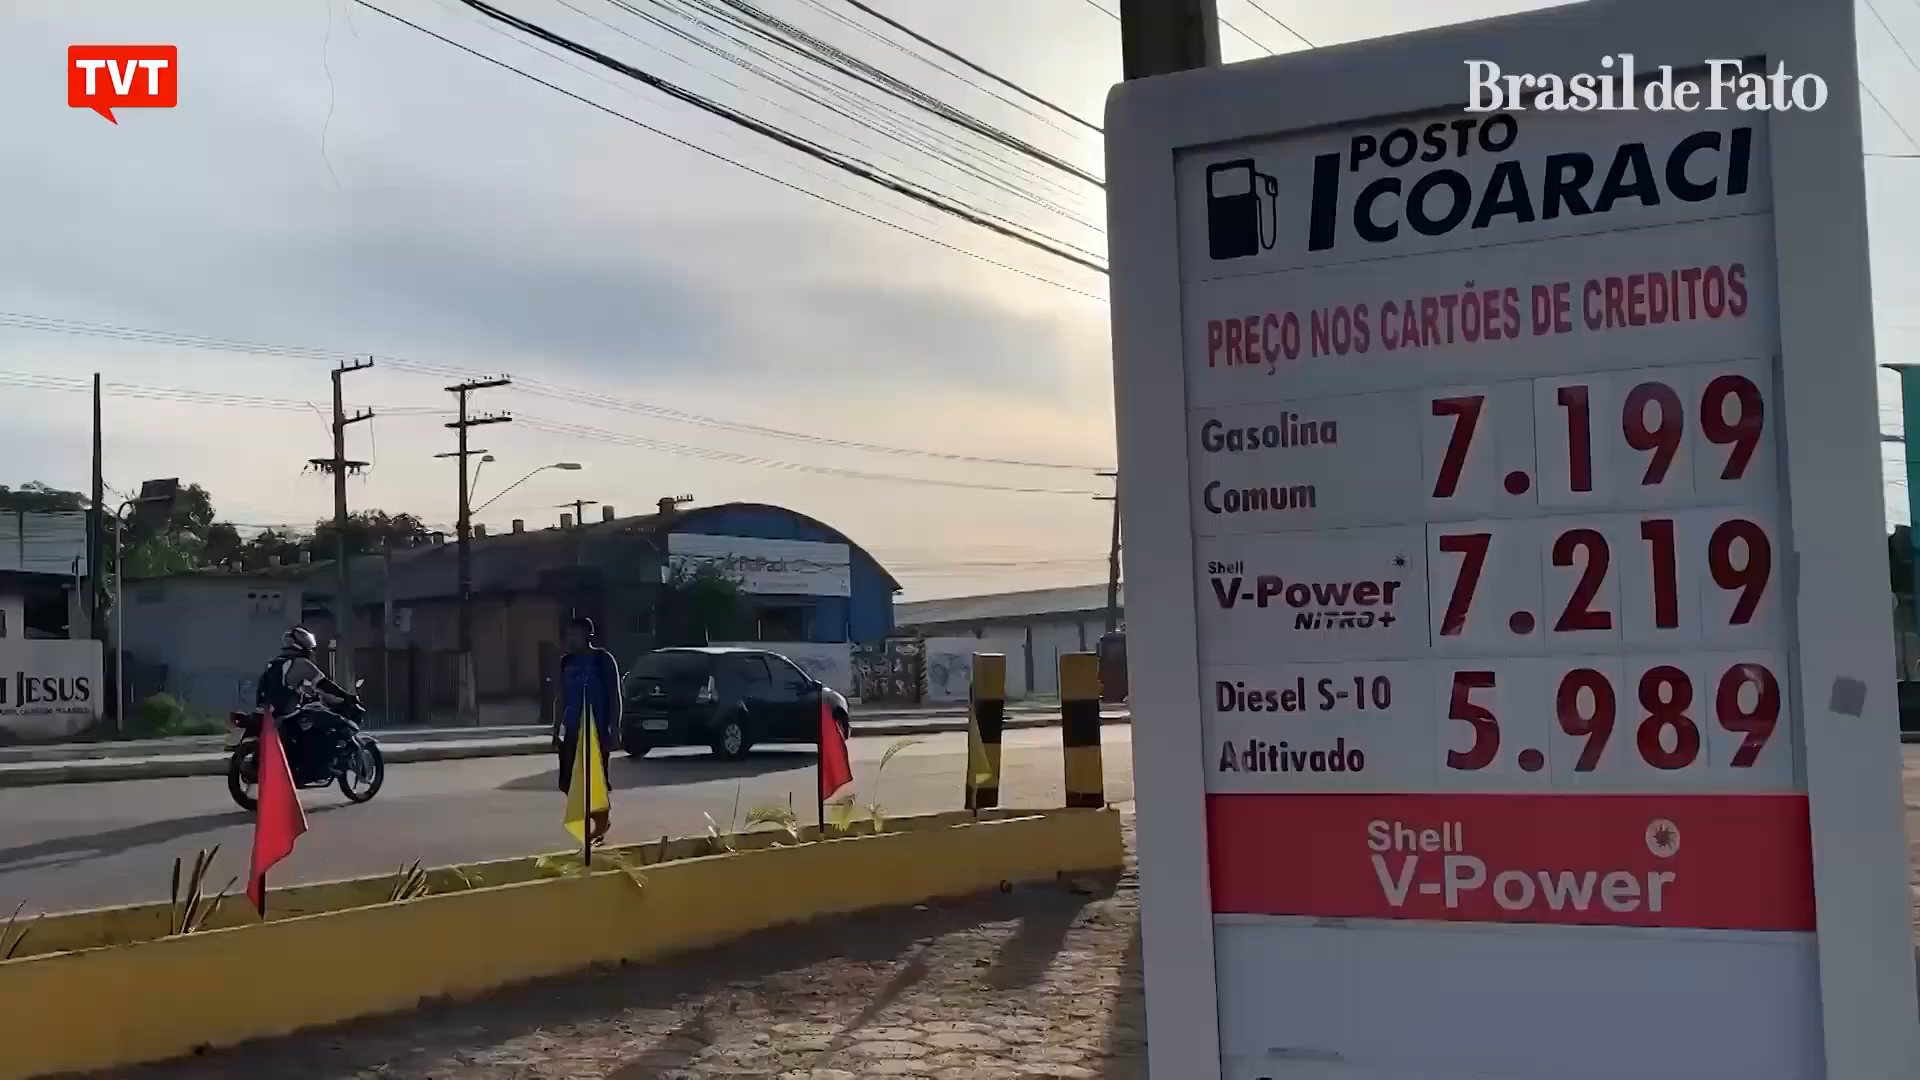 TVT
Brasil de Fato
POSTO
ICOARACI
PREÇO NOS CARTÕES DE CREDITOS
Gasolina
Comum
7.199
Shell
V-Power
NiTRO+
7.219
Diesel S-10
Aditivado
5.989
Shell
V-Power
JESUS